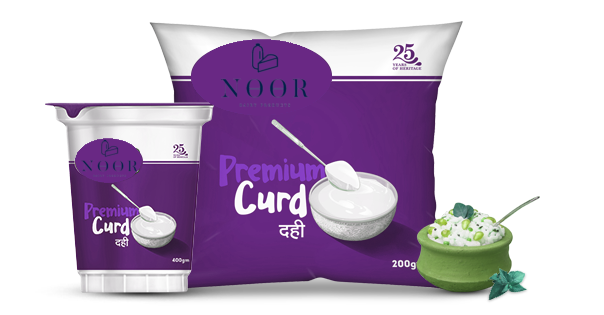 NOOR
25
YEARS
OF HERITAGE
Premium
Curd
दही
200g
NOOR
25
Premium
Curd
दही
400gm